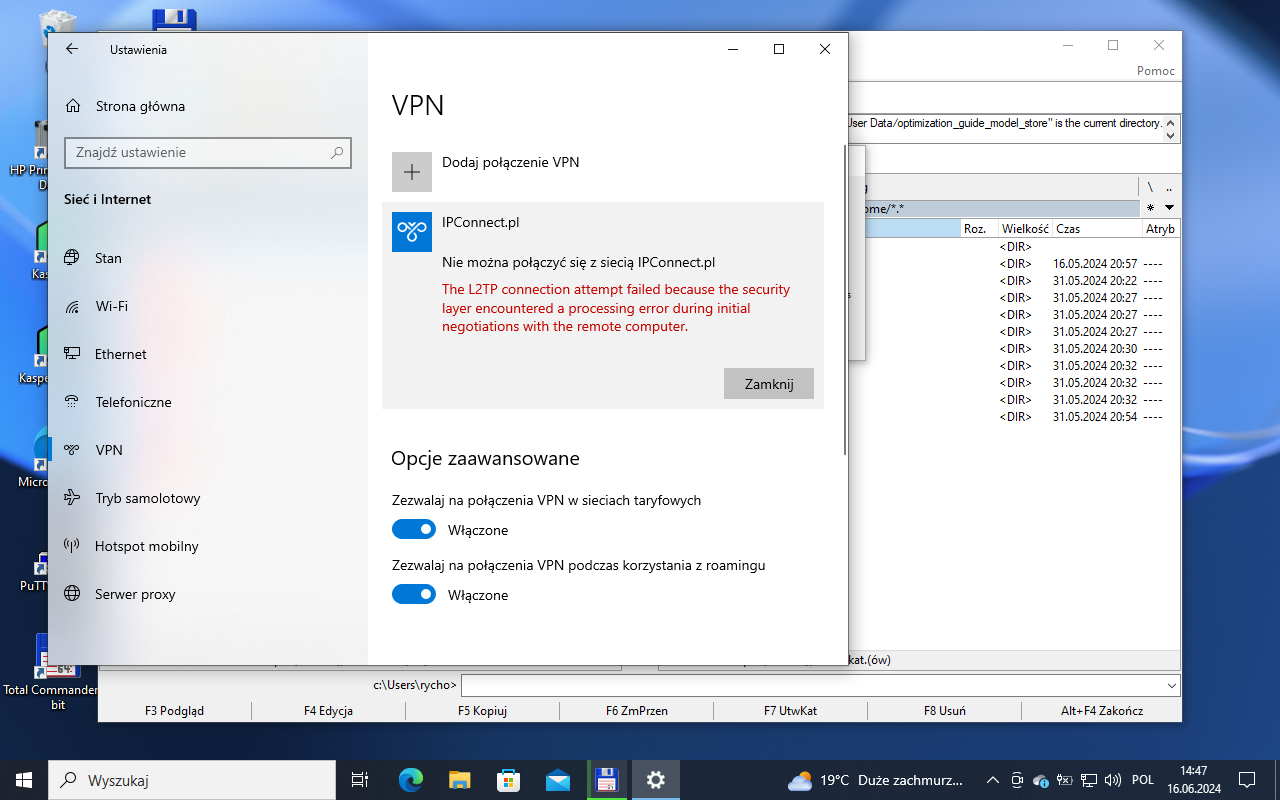 Ustawienia
Strona główna
Znajdź ustawienie
Sieć i Internet
Stan
Wi-Fi
Ethernet
Telefoniczne
VPN
Tryb samolotowy
Hotspot mobilny
Serwer proxy
VPN
Dodaj połączenie VPN
IPConnect.pl
Nie można połączyć się z siecią IPConnect.pl
The L2TP connection attempt failed because the security
layer encountered a processing error during initial
negotiations with the remote computer.
Zamknij
Opcje zaawansowane
Zezwalaj na połączenia VPN w sieciach taryfowych
Włączone
Zezwalaj na połączenia VPN podczas korzystania z roamingu
Włączone
Pomoc
User Data/optimization_guide_model_store" is the current directory.
\ ..
ome/*.* *
Roz. Wielkość Czas Atryb
<DIR>
<DIR> 16.05.2024 20:57 ----
<DIR> 31.05.2024 20:22 ----
<DIR> 31.05.2024 20:27 ----
<DIR> 31.05.2024 20:27 ----
<DIR> 31.05.2024 20:27 ----
<DIR> 31.05.2024 20:30 ----
<DIR> 31.05.2024 20:32 ----
<DIR> 31.05.2024 20:32 ----
<DIR> 31.05.2024 20:32 ----
<DIR> 31.05.2024 20:54 ----
kat.(ów)
c:\Users\rycho>
F3 Podgląd
F4 Edycja
F5 Kopiuj
F6 ZmPrzen
F7 UtwKat
F8 Usuń
Alt+F4 Zakończ
HP Prin
D
Kas
Kaspe
Micro
PuTT
64
Total Commander
bit
Wyszukaj
19°C Duże zachmurz...
POL
14:47
16.06.2024